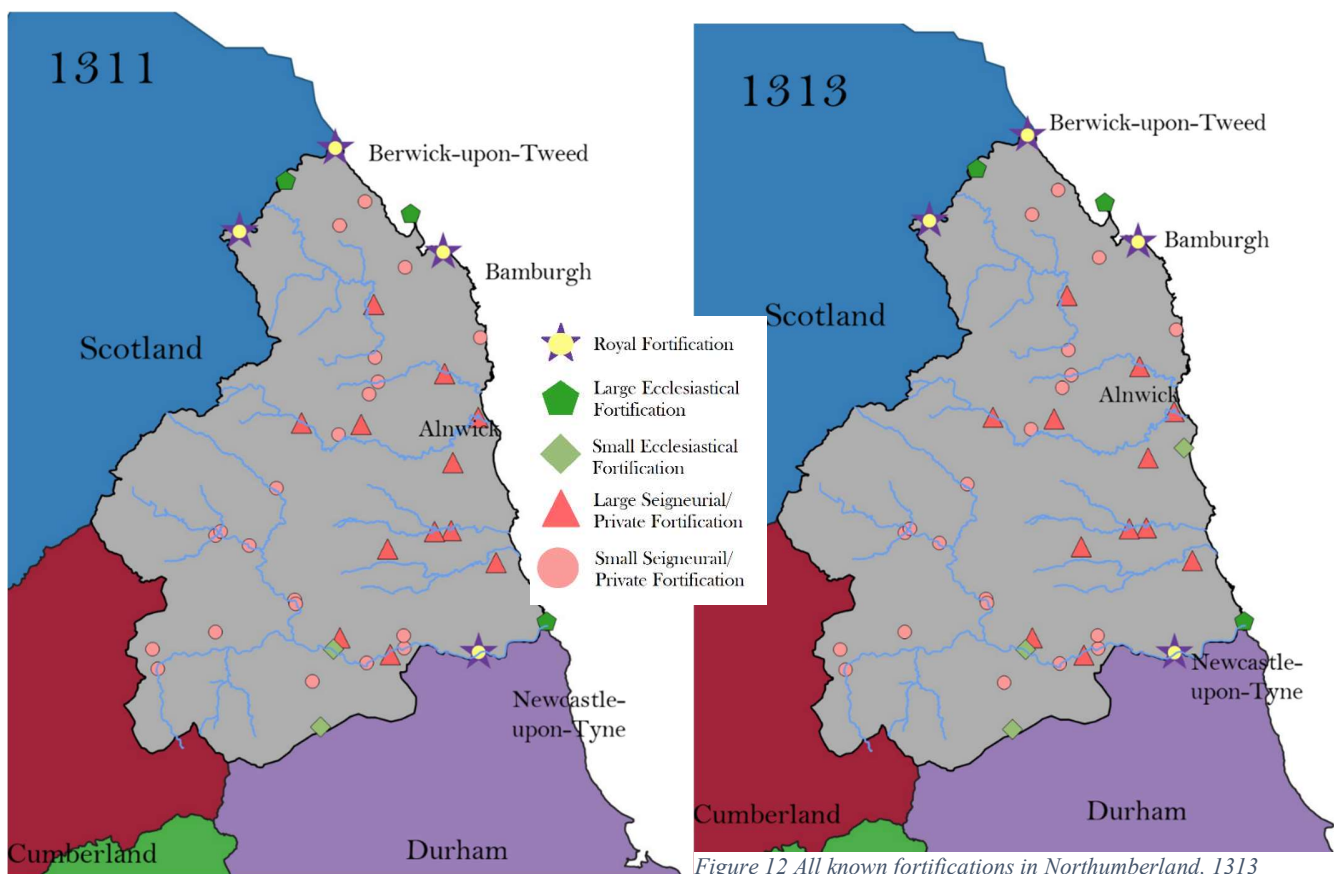 1311
Berwick-upon-Tweed
Bamburgh
Scotland
Alnwick
Newcastle-
upon-Tyne
Cumberland
Durham
Royal Fortification
Large Ecclesiastical
Fortification
Small Ecclesiastical
Fortification
Large Seigneurial/
Private Fortification
Small Seigneurail/
Private Fortification
1313
Berwick-upon-Tweed
Bamburgh
Scotland
Alnwick
Newcastle-
upon-Tyne
Cumberland
Durham
Figure 12 All known fortifications in Northumberland, 1313